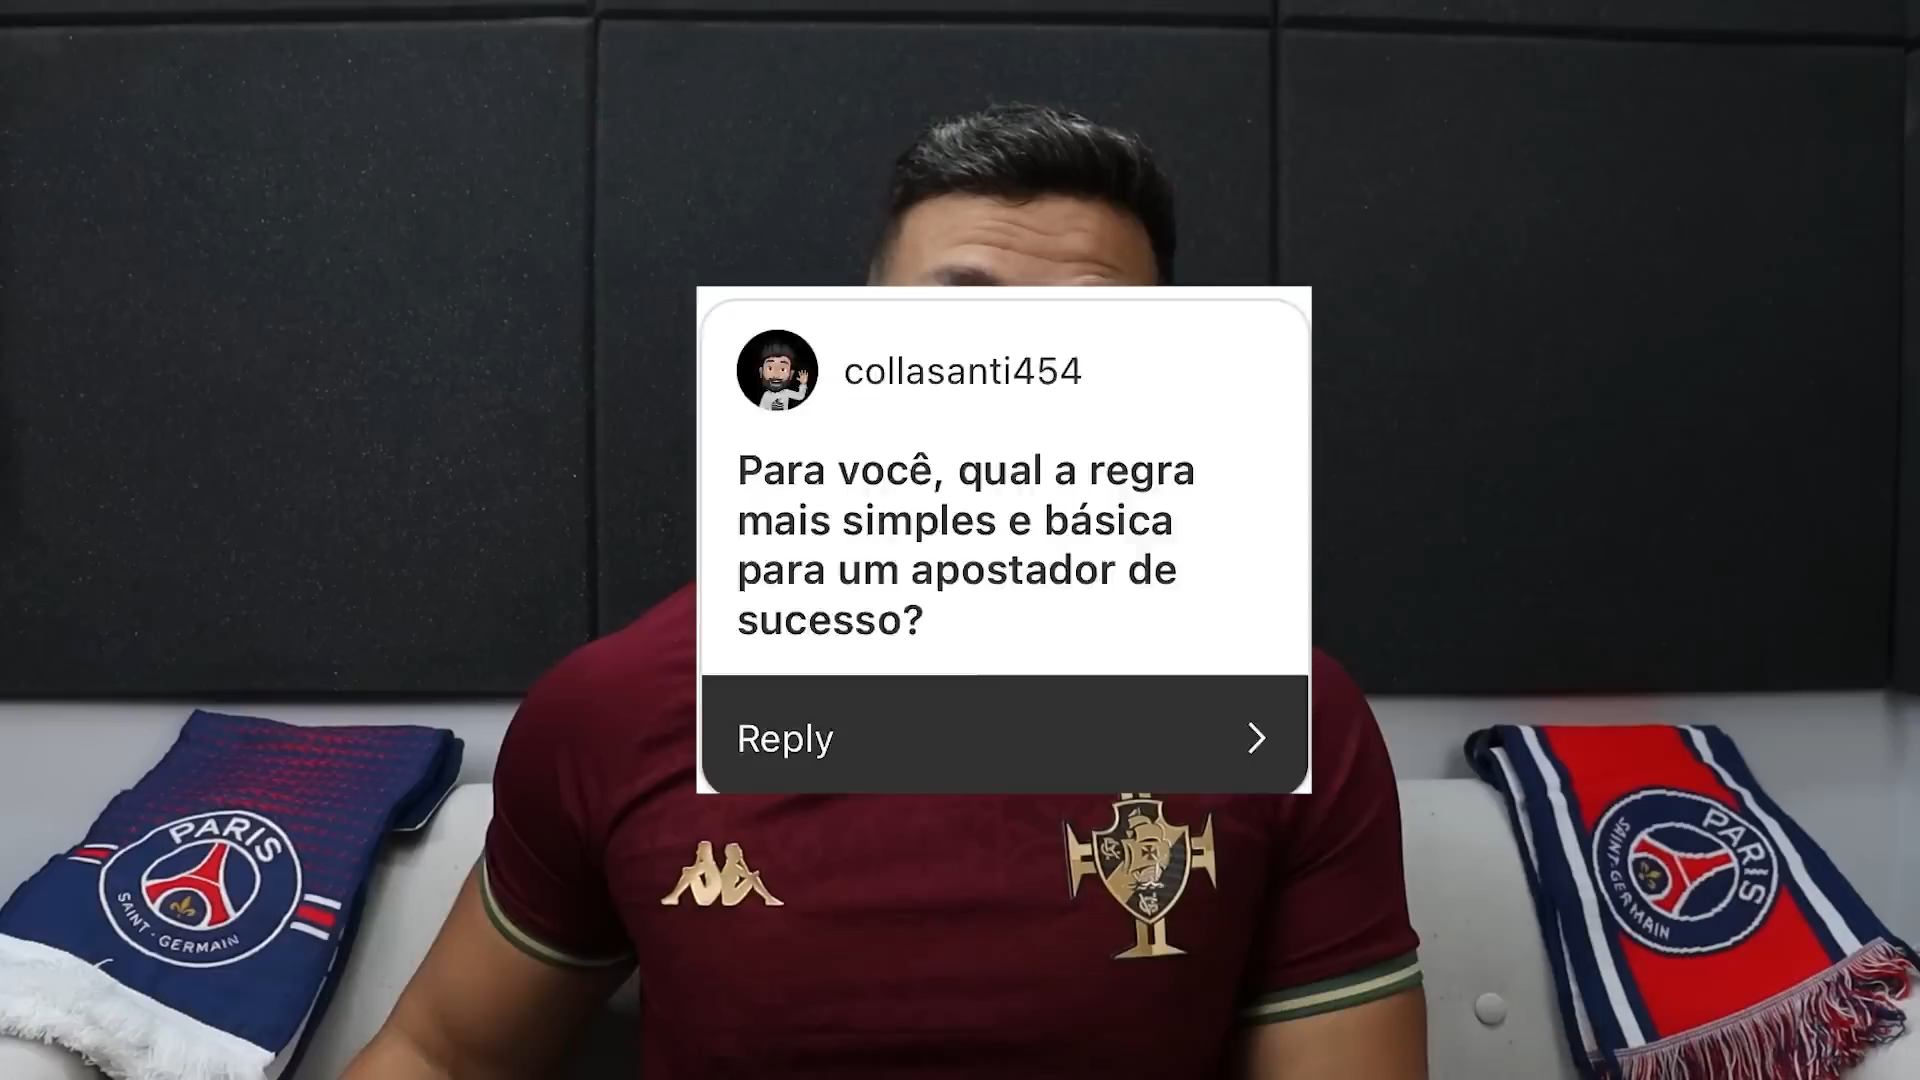 collasanti454
Para você, qual a regra
mais simples e básica
para um apostador de
sucesso?
Reply
PARIS
SAINT-GERMAIN
PARIS
SAINT-GERMAIN